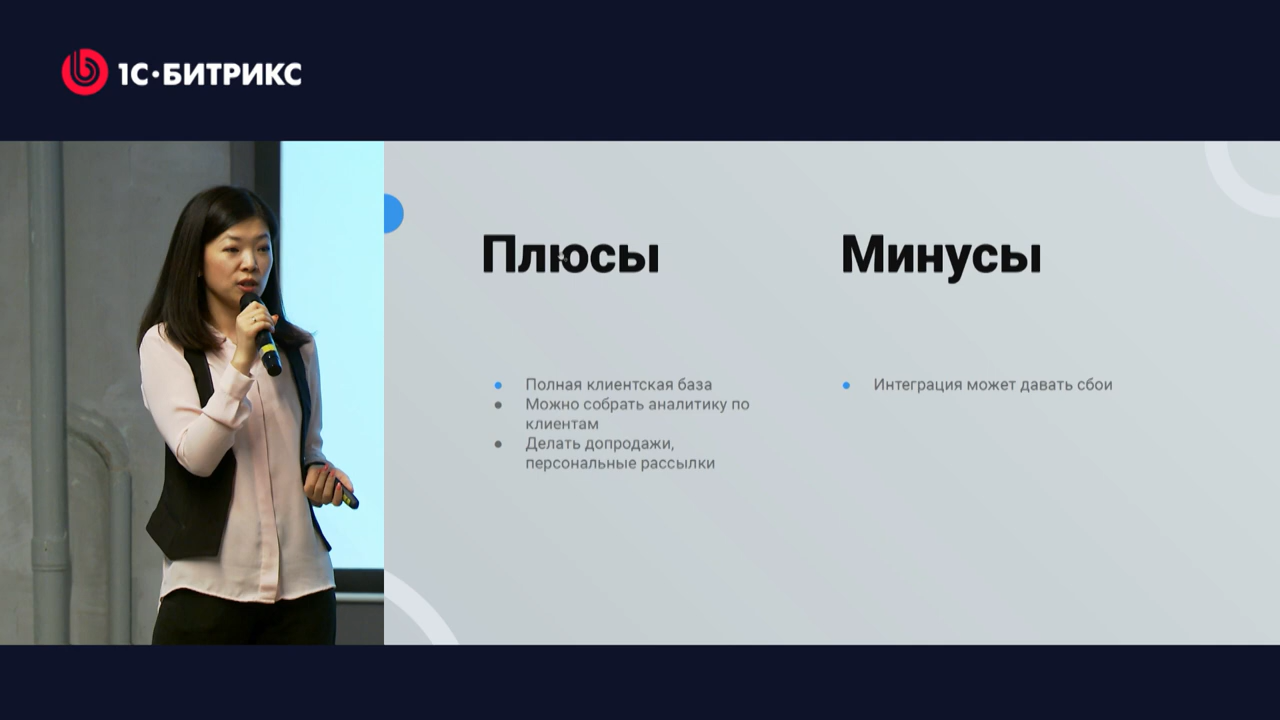 1С·БИТРИКС
Плюсы
Полная клиентская база
Можно собрать аналитику по
клиентам
Делать допродажи,
персональные рассылки
Минусы
Интеграция может давать сбои